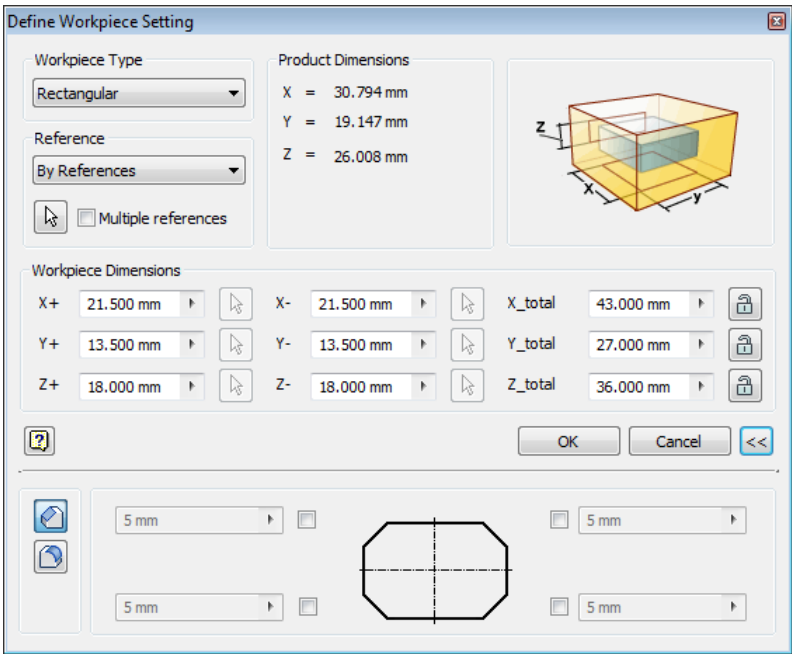 Define Workpiece Setting
Workpiece Type
Rectangular
Reference
By References
Multiple references
Product Dimensions
X = 30.794 mm
Y = 19.147 mm
Z = 26.008 mm
Z
X
y
Workpiece Dimensions
X+ 21.500 mm X- 21.500 mm X_total 43.000 mm
Y+ 13.500 mm Y- 13.500 mm Y_total 27.000 mm
Z+ 18.000 mm Z- 18.000 mm Z_total 36.000 mm
? OK Cancel <<
5 mm 5 mm
5 mm 5 mm